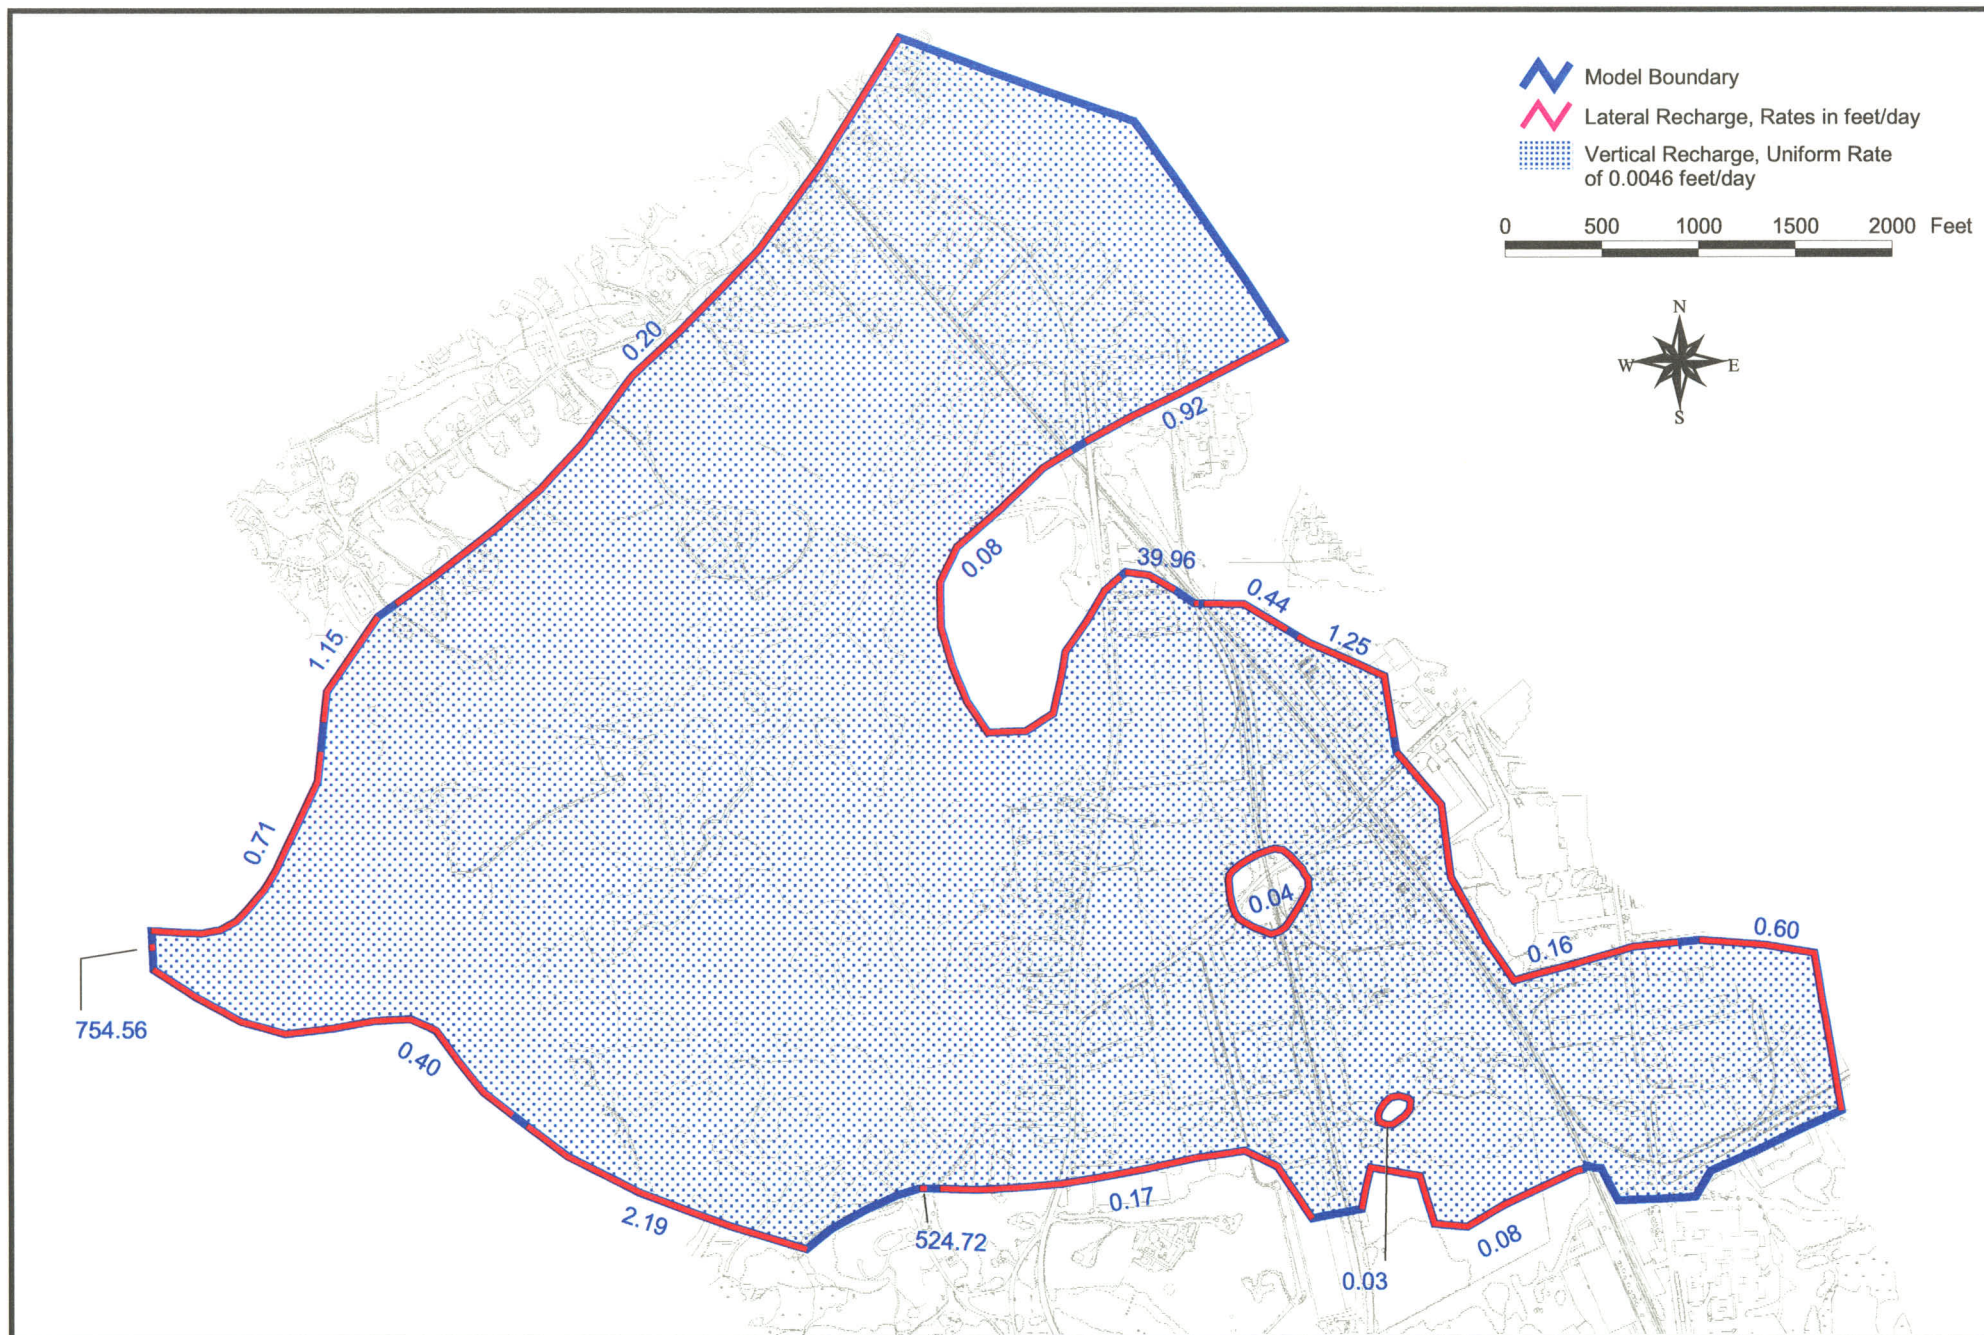 Model Boundary
Lateral Recharge, Rates in feet/day
Vertical Recharge, Uniform Rate
of 0.0046 feet/day
0 500 1000 1500 2000 Feet
N
W E
S
0.20
0.92
0.08
39.96
0.44
1.25
1.15
0.71
0.04
0.16
0.60
754.56
0.40
2.19
524.72
0.17
0.08
0.03